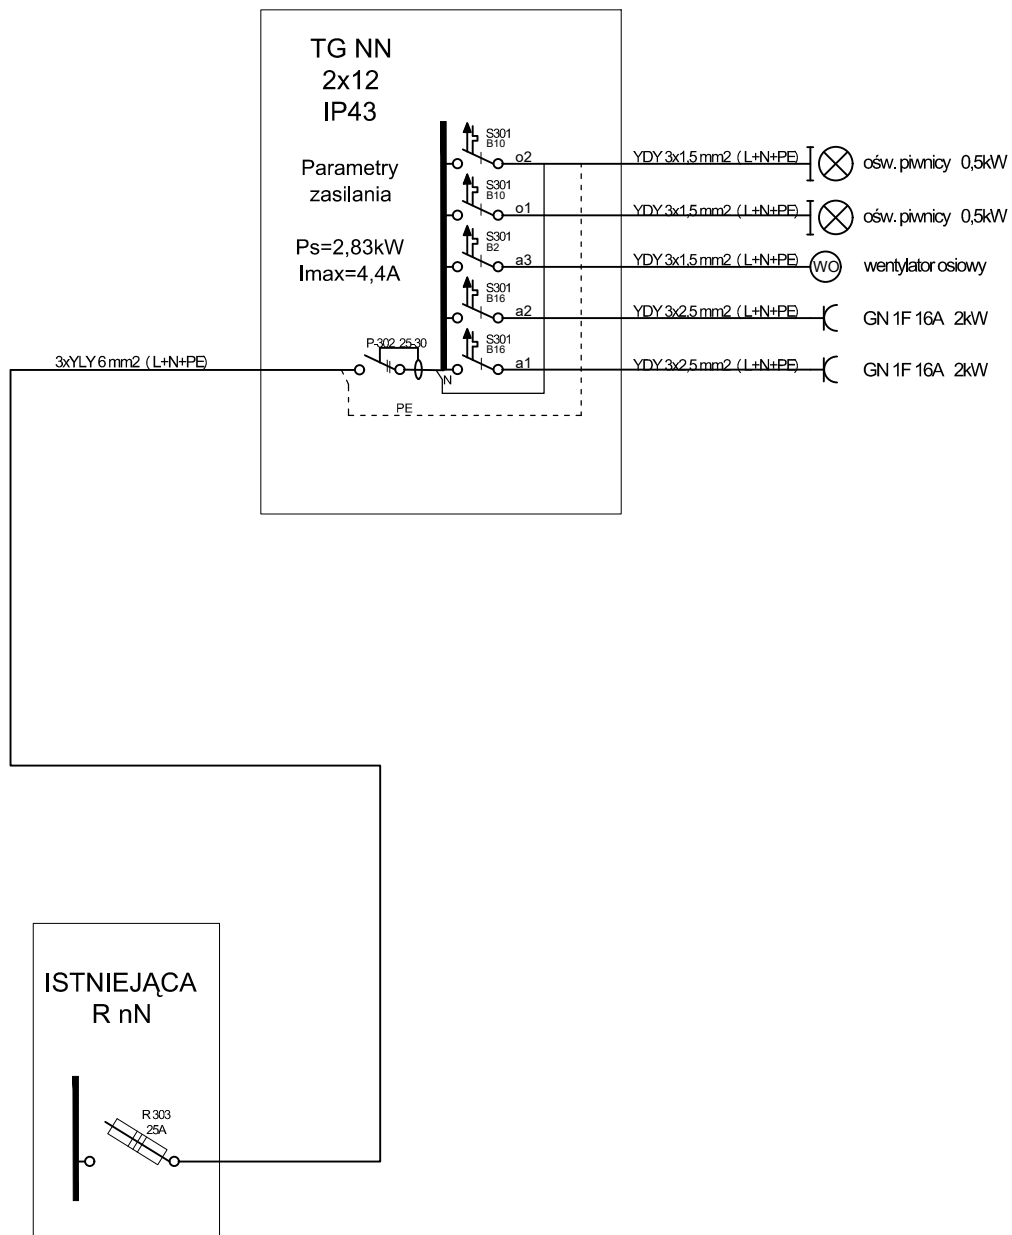 TG NN
2x12
IP43
Parametry
zasilania
Ps=2,83kW
Imax=4,4A
S301
B10
o2
YDY 3x1,5 mm2 (L+N+PE)
ośw. piwnicy 0,5kW
S301
B10
o1
YDY 3x1,5 mm2 (L+N+PE)
ośw. piwnicy 0,5kW
S301
B2
a3
YDY 3x1,5 mm2 (L+N+PE)
WO
wentylator osiowy
S301
B16
a2
YDY 3x2,5 mm2 (L+N+PE)
GN 1F 16A 2kW
S301
B16
a1
YDY 3x2,5 mm2 (L+N+PE)
GN 1F 16A 2kW
3xYLY 6 mm2 (L+N+PE)
P-302 25-30
N
PE
ISTNIEJĄCA
R nN
R 303
25A